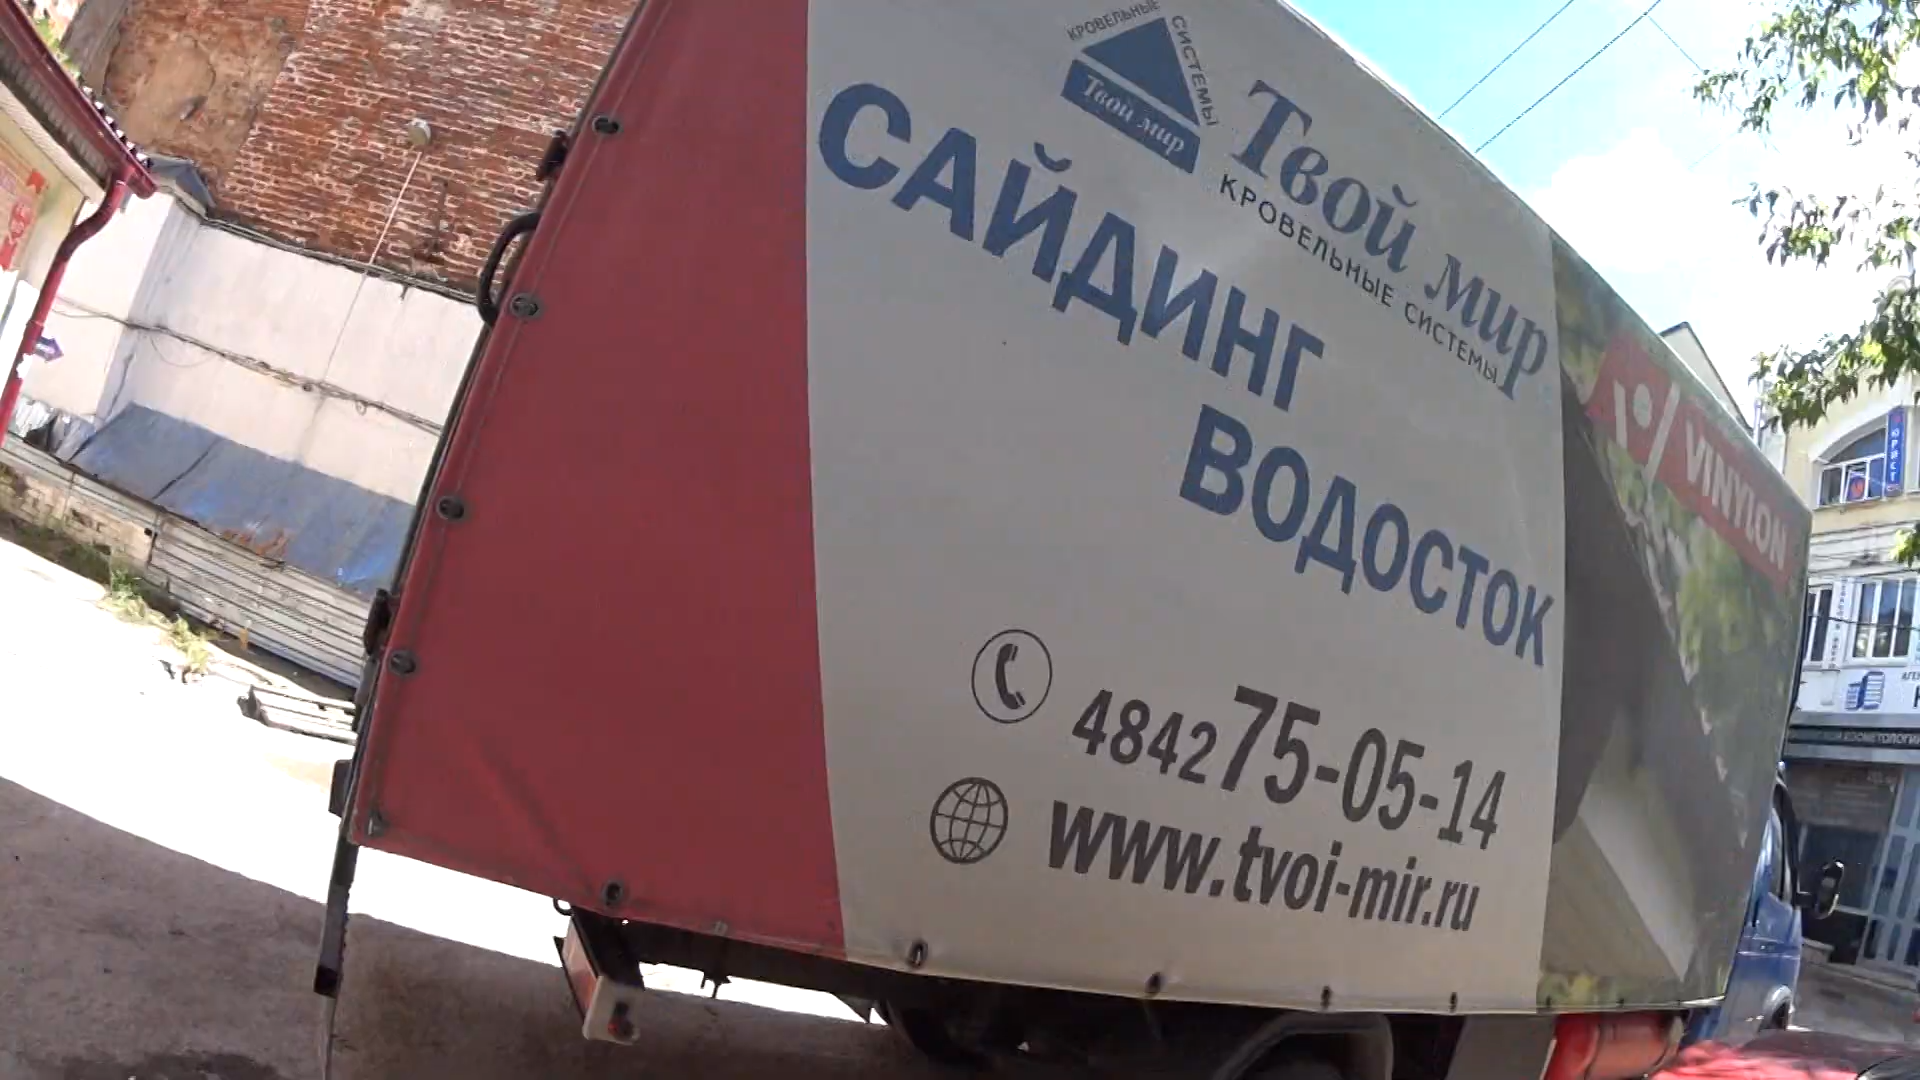 КРОВЕЛЬНЫЕ СИСТЕМЫ
Твой мир
Твой мир
КРОВЕЛЬНЫЕ СИСТЕМЫ
САЙДИНГ
ВОДОСТОК
4842 75-05-14
www.tvoi-mir.ru
VINYLON
ЮРИСТ